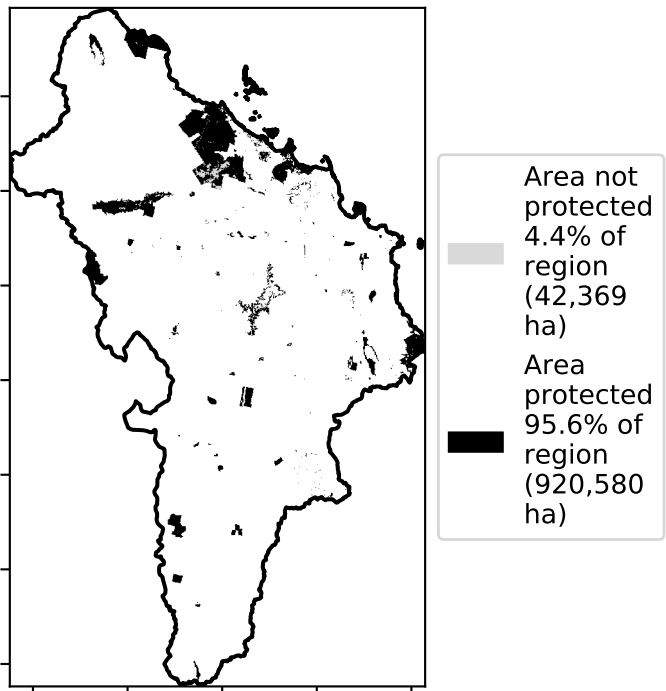 Area not
protected
4.4% of
region
(42,369
ha)
Area
protected
95.6% of
region
(920,580
ha)